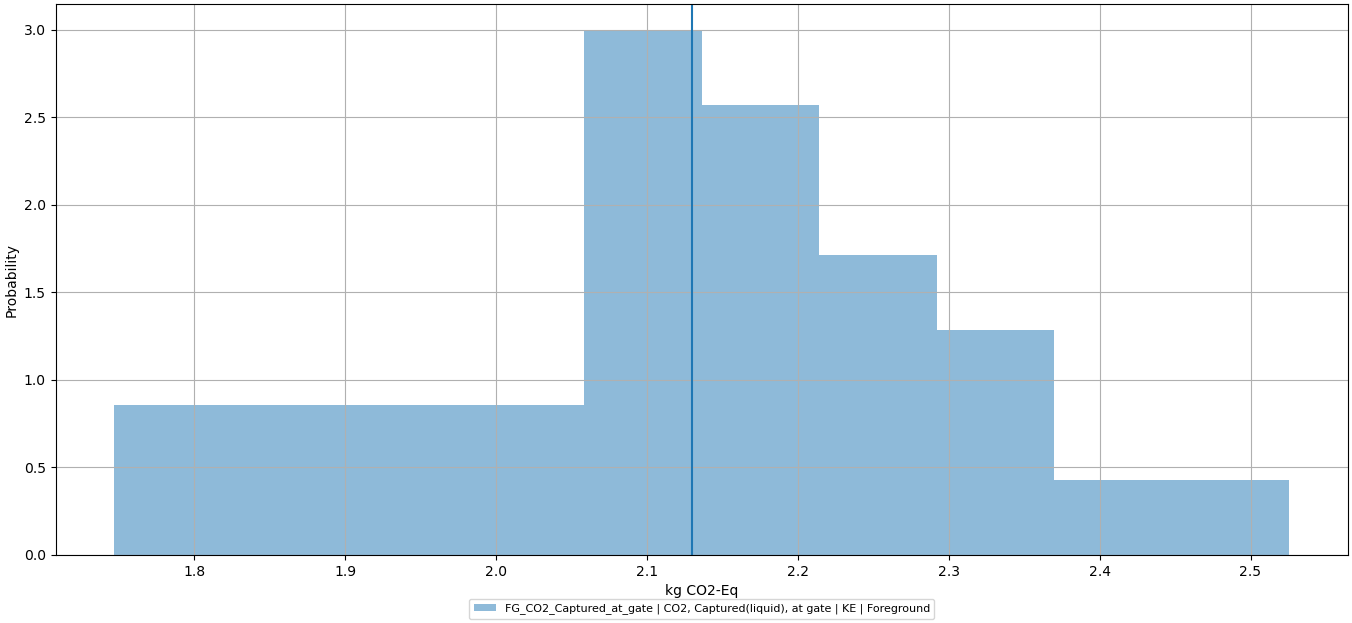 3.0
2.5
2.0
1.5
1.0
0.5
0.0
Probability
1.8 1.9 2.0 2.1 2.2 2.3 2.4 2.5
kg CO2-Eq
FG_CO2_Captured_at_gate | CO2, Captured(liquid), at gate | KE | Foreground